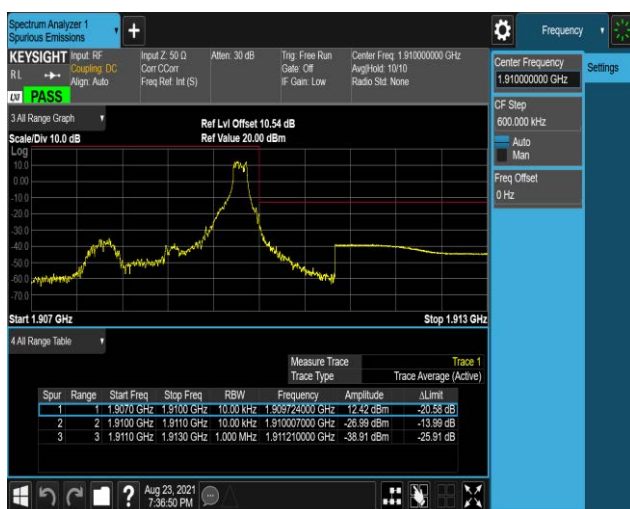 Spectrum Analyzer 1
Spurious Emissions
Frequency
KEYSIGHT Input: RF Input Z: 50 Ω Atten: 30 dB Trig: Free Run Center Freq: 1.910000000 GHz
RL Coupling: DC Corr CCorr Gate: Off Avg|Hold: 10/10
Align: Auto Freq Ref: Int (S) IF Gain: Low Radio Std: None
LXI PASS
Center Frequency
1.910000000 GHz
Settings
CF Step
600.000 kHz
Auto
Man
Freq Offset
0 Hz
3 All Range Graph
Ref Lvl Offset 10.54 dB
Scale/Div 10.0 dB Ref Value 20.00 dBm
Log
10.0
0.00
-10.0
-20.0
-30.0
-40.0
-50.0
-60.0
-70.0
Start 1.907 GHz Stop 1.913 GHz
4 All Range Table
Measure Trace Trace 1
Trace Type Trace Average (Active)
Spur Range Start Freq Stop Freq RBW Frequency Amplitude ΔLimit
1 1 1.9070 GHz 1.9100 GHz 10.00 kHz 1.909724000 GHz 12.42 dBm -20.58 dB
2 2 1.9100 GHz 1.9110 GHz 10.00 kHz 1.910007000 GHz -26.99 dBm -13.99 dB
3 3 1.9110 GHz 1.9130 GHz 1.000 MHz 1.911210000 GHz -38.91 dBm -25.91 dB
Aug 23, 2021
7:36:50 PM